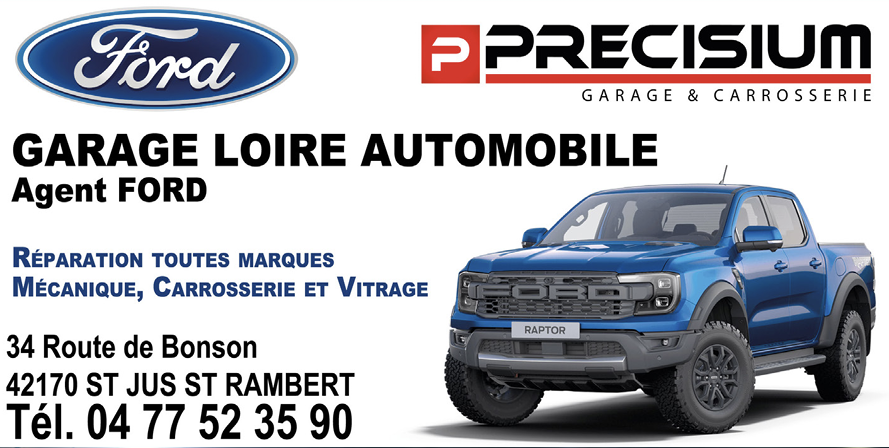 Ford
P PRECISIUM
GARAGE & CARROSSERIE
GARAGE LOIRE AUTOMOBILE
Agent FORD
RÉPARATION TOUTES MARQUES
MÉCANIQUE, CARROSSERIE ET VITRAGE
FORD
RAPTOR
34 Route de Bonson
42170 ST JUS ST RAMBERT
Tél. 04 77 52 35 90